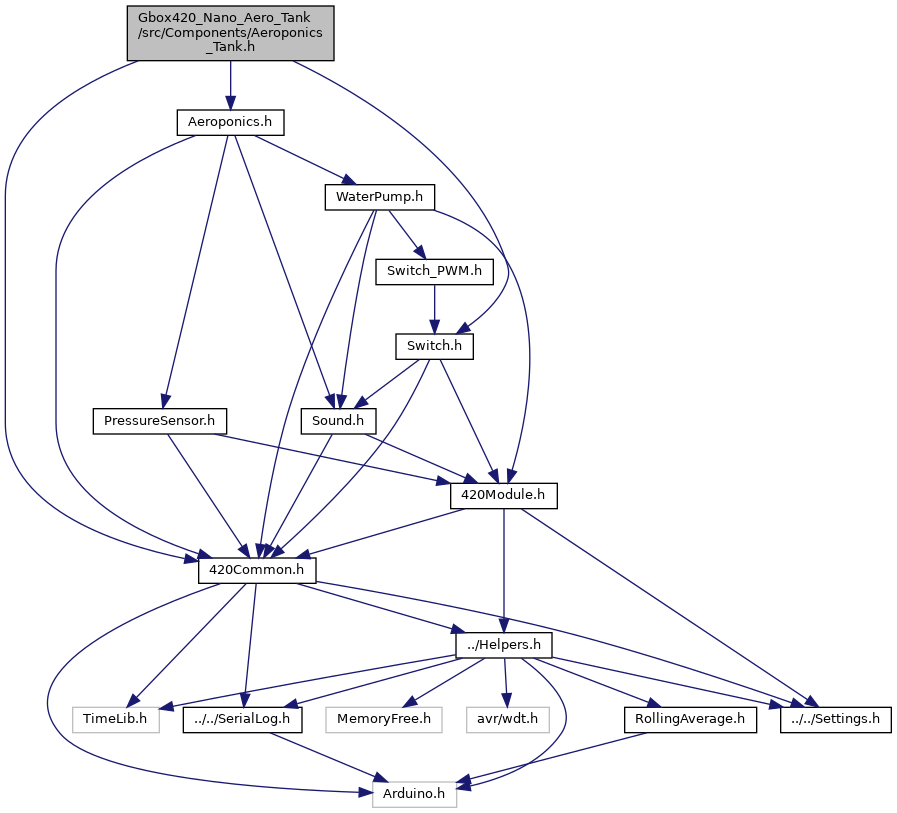 Gbox420_Nano_Aero_Tank
/src/Components/Aeroponics
_Tank.h
Aeroponics.h
WaterPump.h
Switch_PWM.h
Switch.h
PressureSensor.h
Sound.h
420Module.h
420Common.h
../Helpers.h
TimeLib.h
../../SerialLog.h
MemoryFree.h
avr/wdt.h
RollingAverage.h
../../Settings.h
Arduino.h